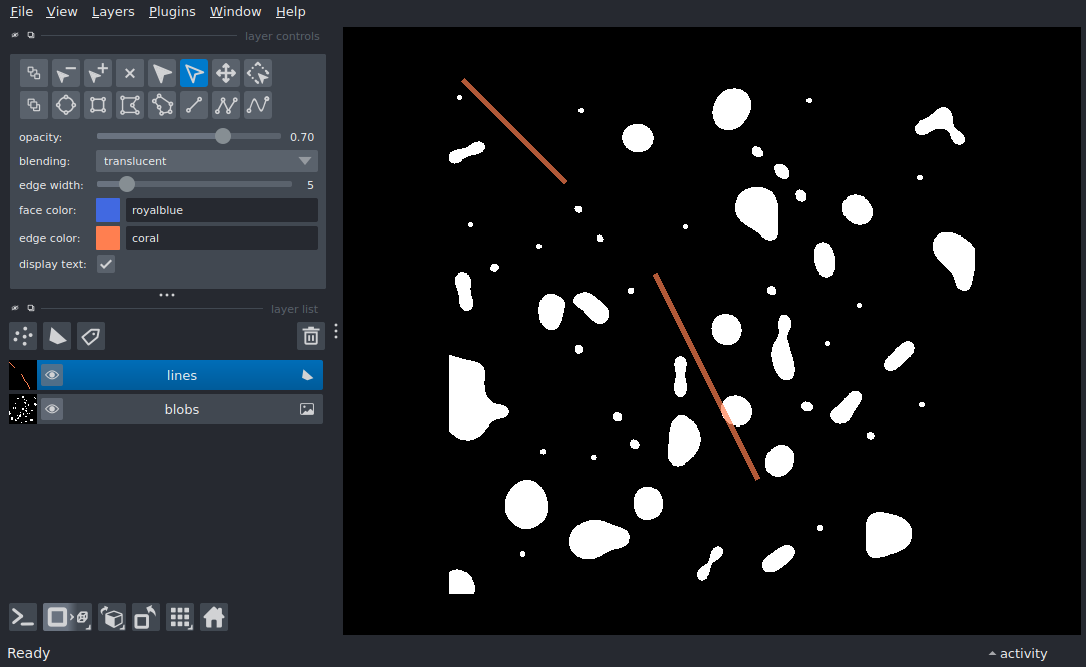 File View Layers Plugins Window Help
layer controls
opacity: 0.70
blending: translucent
edge width: 5
face color: royalblue
edge color: coral
display text:
layer list
lines
blobs
Ready
activity